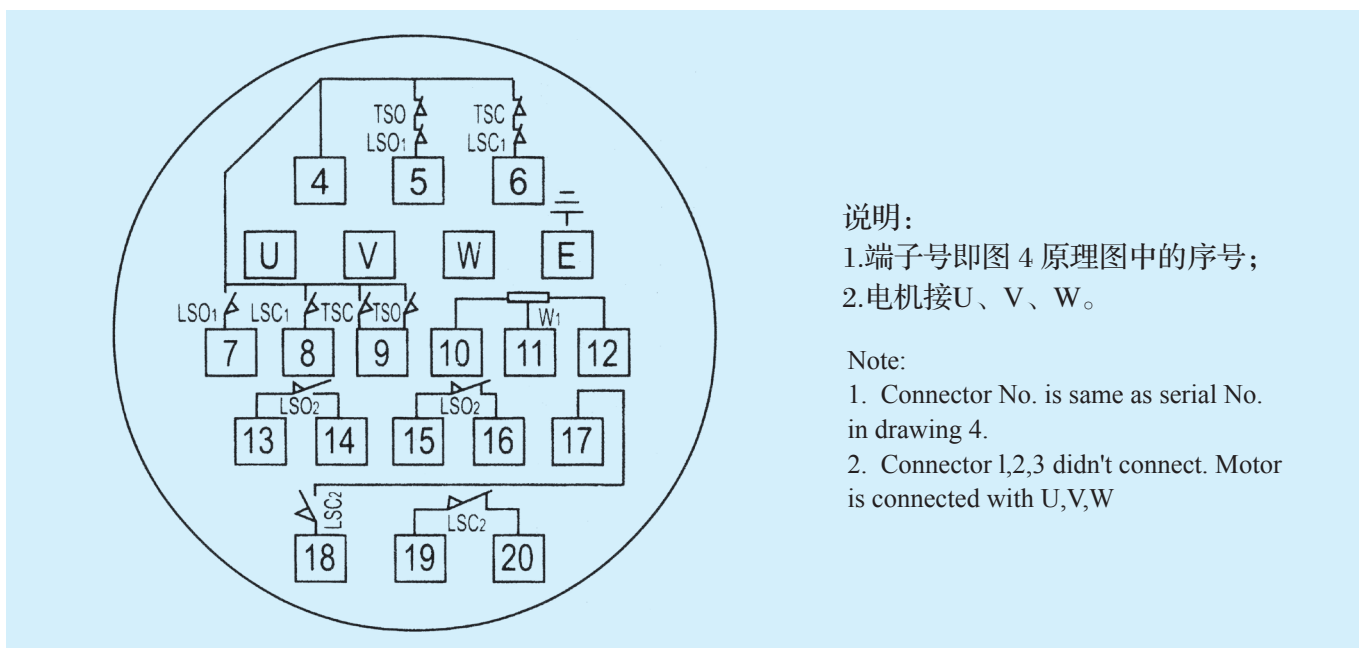 TSO TSC
LSO1 LSC1
4 5 6
U V W E
LSO1 LSC1 TSC TSO W1
7 8 9 10 11 12
LSO2 LSO2
13 14 15 16 17
LSC2 LSC2
18 19 20
说明：
1.端子号即图 4 原理图中的序号；
2.电机接U、V、W。
Note:
1. Connector No. is same as serial No.
in drawing 4.
2. Connector l,2,3 didn't connect. Motor
is connected with U,V,W